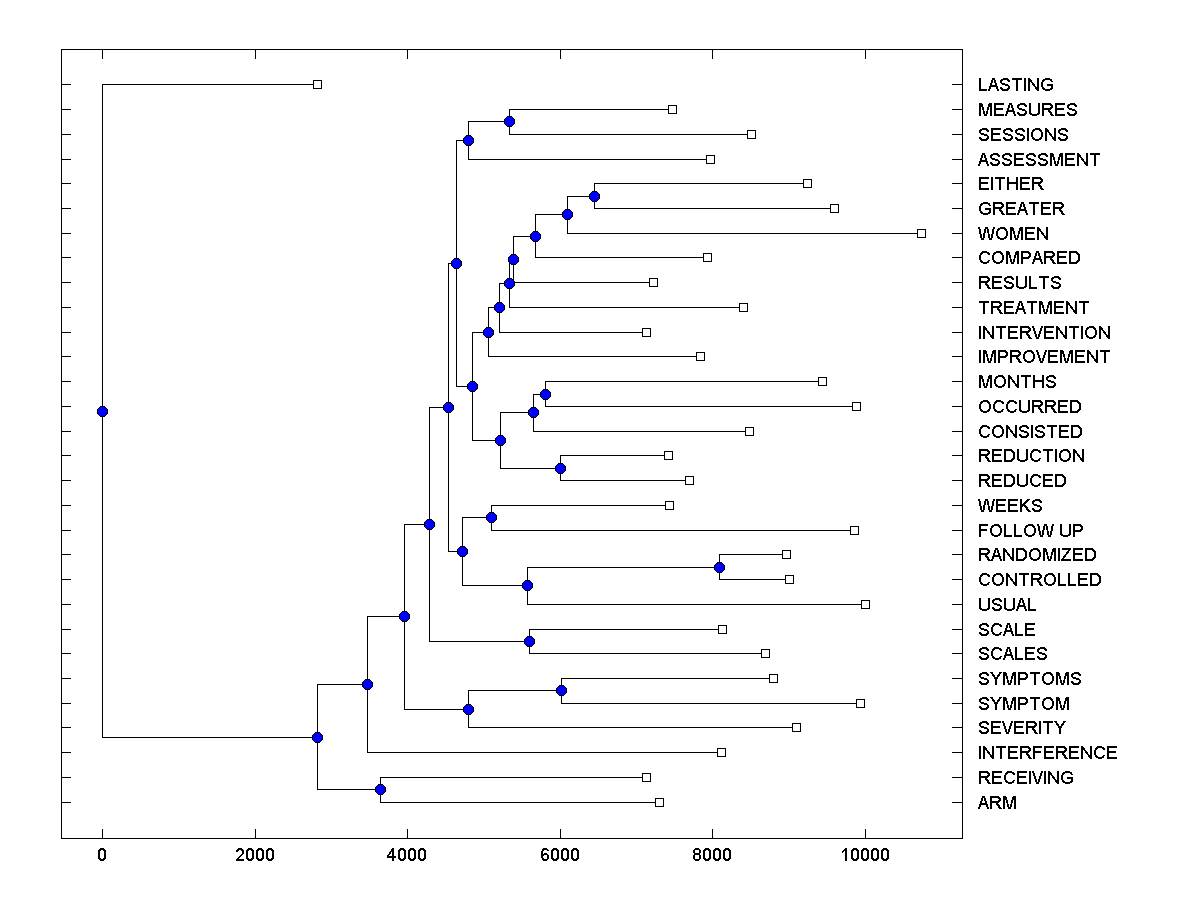 LASTING
MEASURES
SESSIONS
ASSESSMENT
EITHER
GREATER
WOMEN
COMPARED
RESULTS
TREATMENT
INTERVENTION
IMPROVEMENT
MONTHS
OCCURRED
CONSISTED
REDUCTION
REDUCED
WEEKS
FOLLOW UP
RANDOMIZED
CONTROLLED
USUAL
SCALE
SCALES
SYMPTOMS
SYMPTOM
SEVERITY
INTERFERENCE
RECEIVING
ARM
0 2000 4000 6000 8000 10000